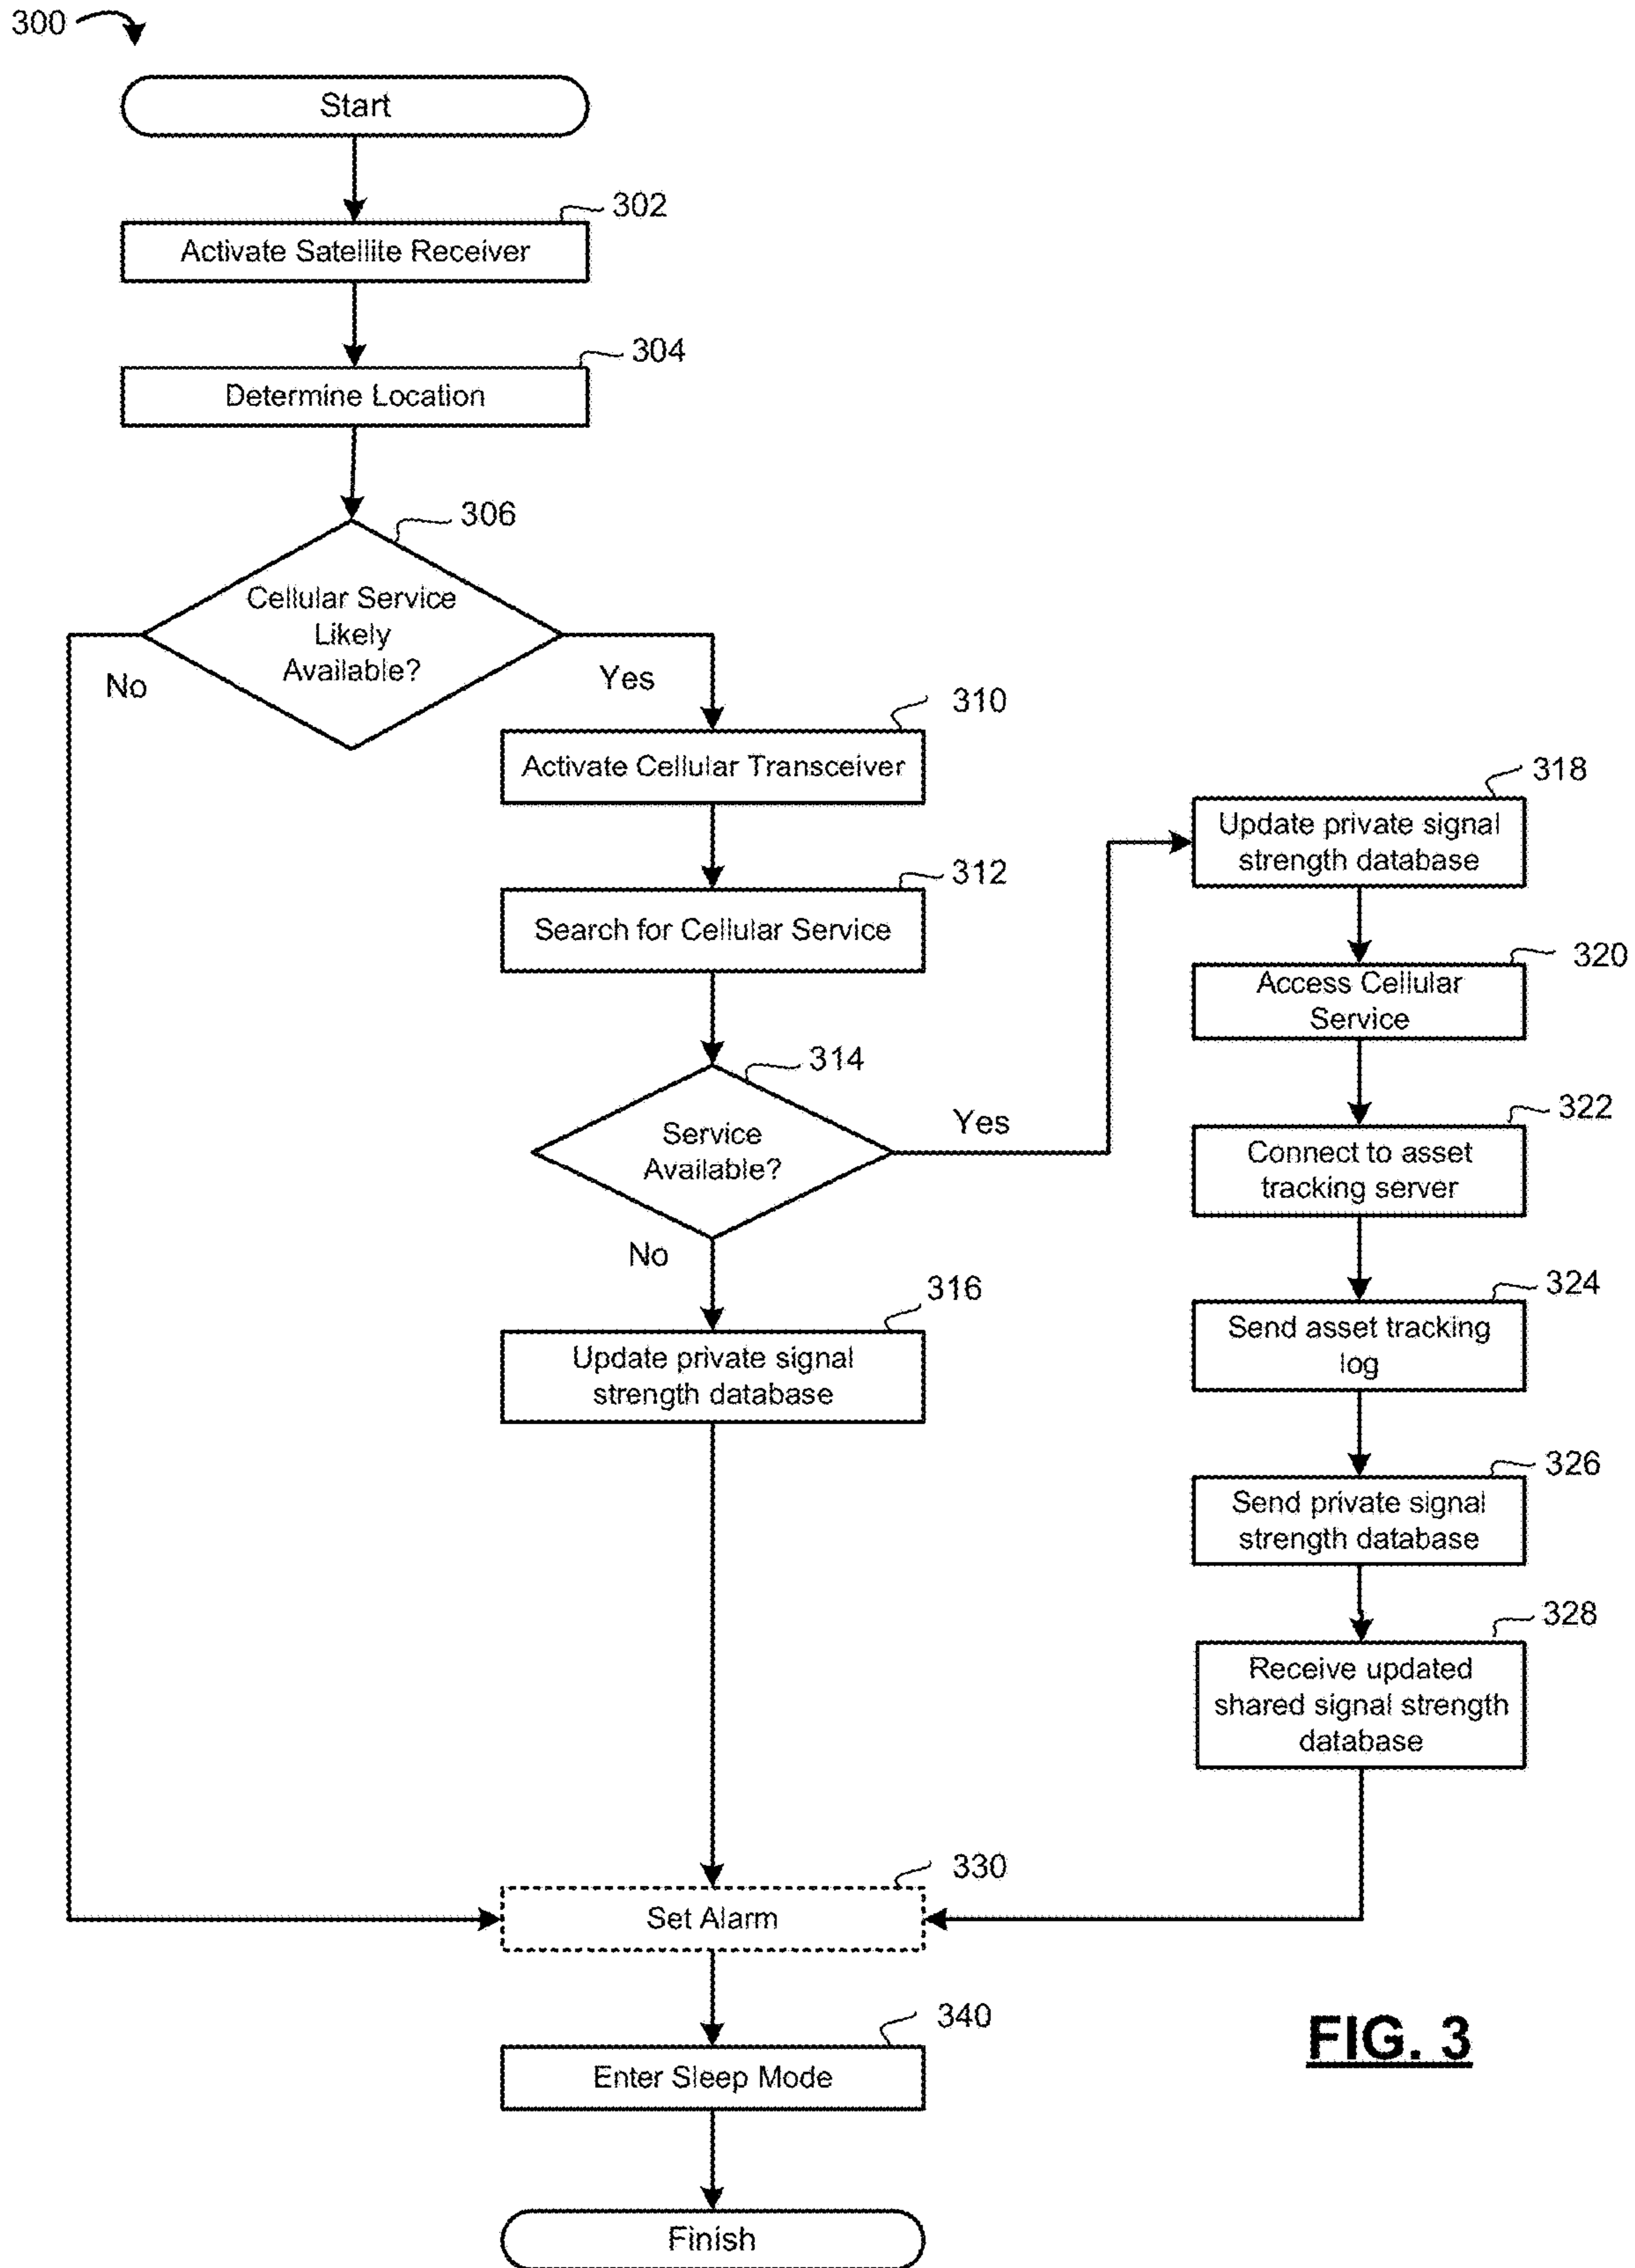 300
Start
302
Activate Satellite Receiver
304
Determine Location
306
Cellular Service
Likely
Available?
No
Yes
310
Activate Cellular Transceiver
312
Search for Cellular Service
314
Service
Available?
Yes
No
316
Update private signal
strength database
318
Update private signal
strength database
320
Access Cellular
Service
322
Connect to asset
tracking server
324
Send asset tracking
log
326
Send private signal
strength database
328
Receive updated
shared signal strength
database
330
Set Alarm
340
Enter Sleep Mode
Finish
FIG. 3